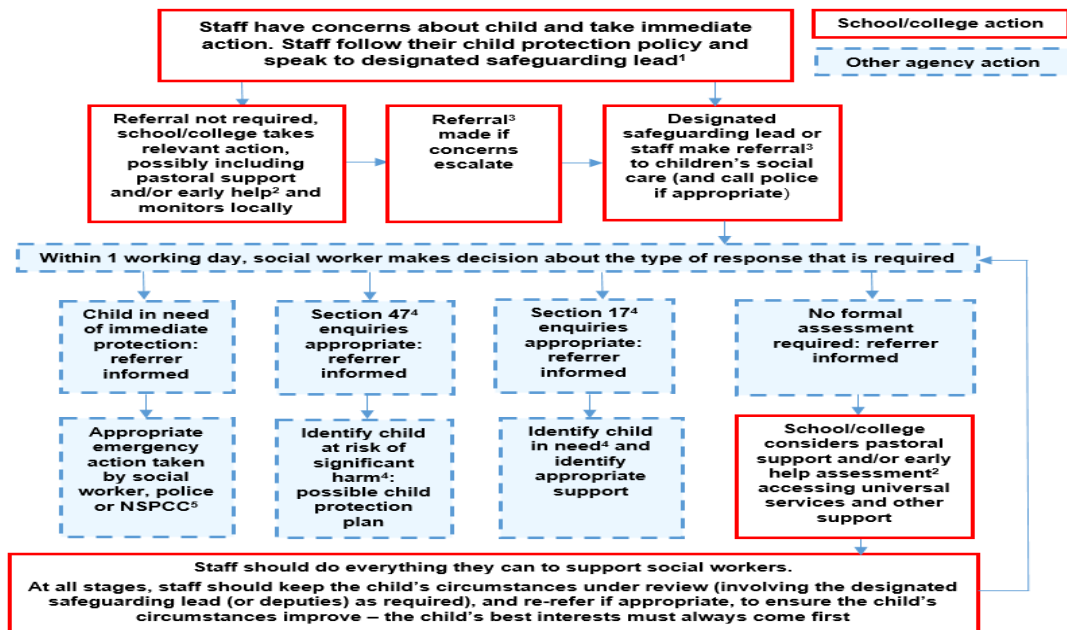 Staff have concerns about child and take immediate
action. Staff follow their child protection policy and
speak to designated safeguarding lead¹
School/college action
Other agency action
Referral not required,
school/college takes
relevant action,
possibly including
pastoral support
and/or early help² and
monitors locally
Referral³
made if
concerns
escalate
Designated
safeguarding lead or
staff make referral³
to children's social
care (and call police
if appropriate)
Within 1 working day, social worker makes decision about the type of response that is required
Child in need
of immediate
protection:
referrer
informed
Section 47⁴
enquiries
appropriate:
referrer
informed
Section 17⁴
enquiries
appropriate:
referrer
informed
No formal
assessment
required: referrer
informed
Appropriate
emergency
action taken
by social
worker, police
or NSPCC⁵
Identify child
at risk of
significant
harm⁴:
possible child
protection
plan
Identify child
in need⁴ and
identify
appropriate
support
School/college
considers pastoral
support and/or early
help assessment²
accessing universal
services and other
support
Staff should do everything they can to support social workers.
At all stages, staff should keep the child's circumstances under review (involving the designated
safeguarding lead (or deputies) as required), and re-refer if appropriate, to ensure the child's
circumstances improve – the child's best interests must always come first